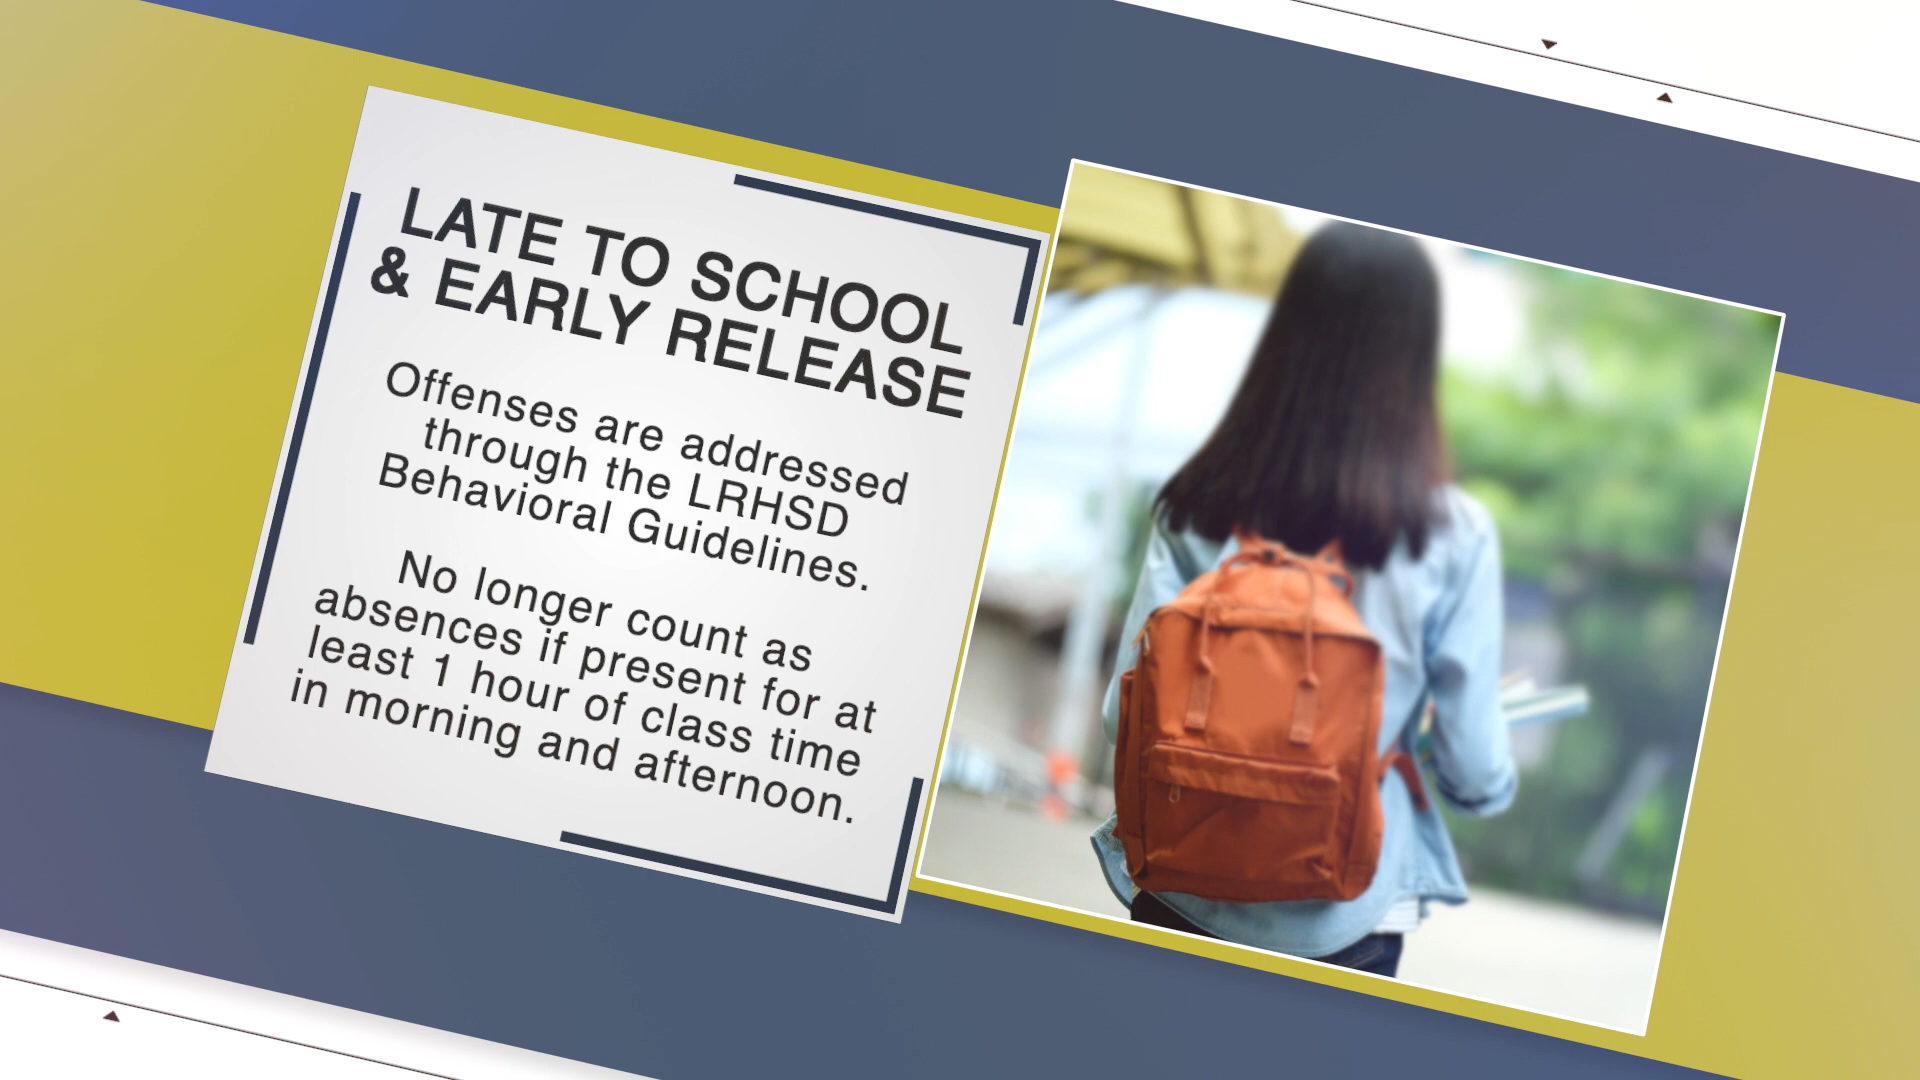 LATE TO SCHOOL
& EARLY RELEASE
Offenses are addressed
through the LRHSD
Behavioral Guidelines.
No longer count as
absences if present for at
least 1 hour of class time
in morning and afternoon.